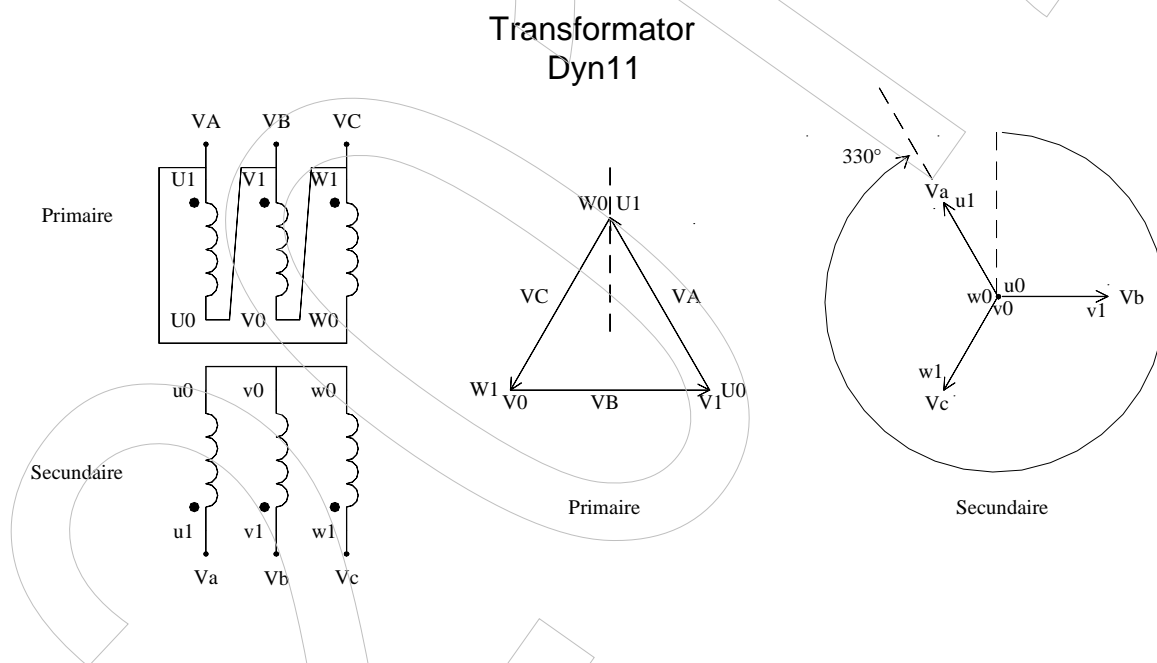 Transformator
Dyn11
VA VB VC
U1 V1 W1
Primaire
U0 V0 W0
u0 v0 w0
Secundaire
u1 v1 w1
Va Vb Vc
W0 U1
VC VA
W1 V0 VB V1 U0
Primaire
330°
Va u1
w0 u0 v0
v1 Vb
w1
Vc
Secundaire